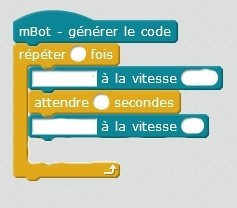 mBot - générer le code
répéter fois
à la vitesse
attendre secondes
à la vitesse